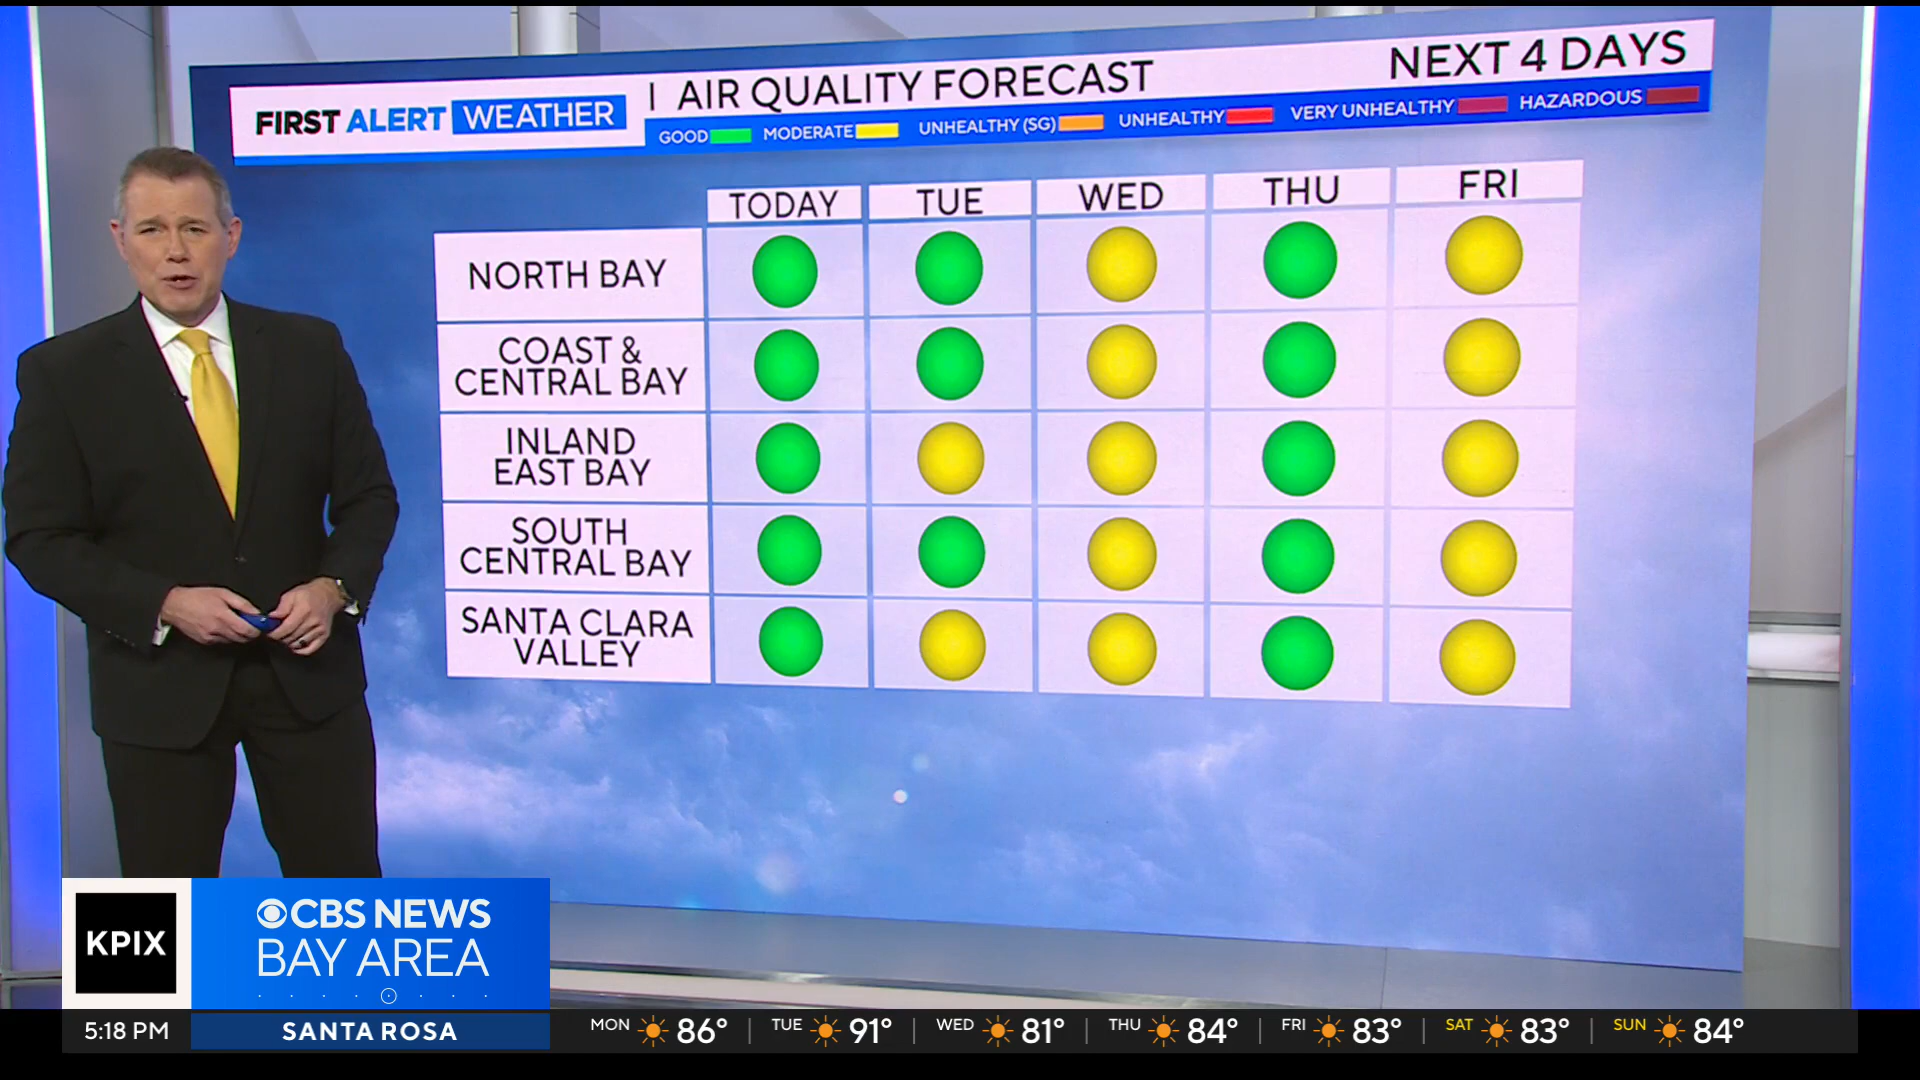 FIRST ALERT WEATHER | AIR QUALITY FORECAST NEXT 4 DAYS
GOOD MODERATE UNHEALTHY (SG) UNHEALTHY VERY UNHEALTHY HAZARDOUS
TODAY TUE WED THU FRI
NORTH BAY
COAST &
CENTRAL BAY
INLAND
EAST BAY
SOUTH
CENTRAL BAY
SANTA CLARA
VALLEY
KPIX
CBS NEWS
BAY AREA
5:18 PM SANTA ROSA MON 86° TUE 91° WED 81° THU 84° FRI 83° SAT 83° SUN 84°